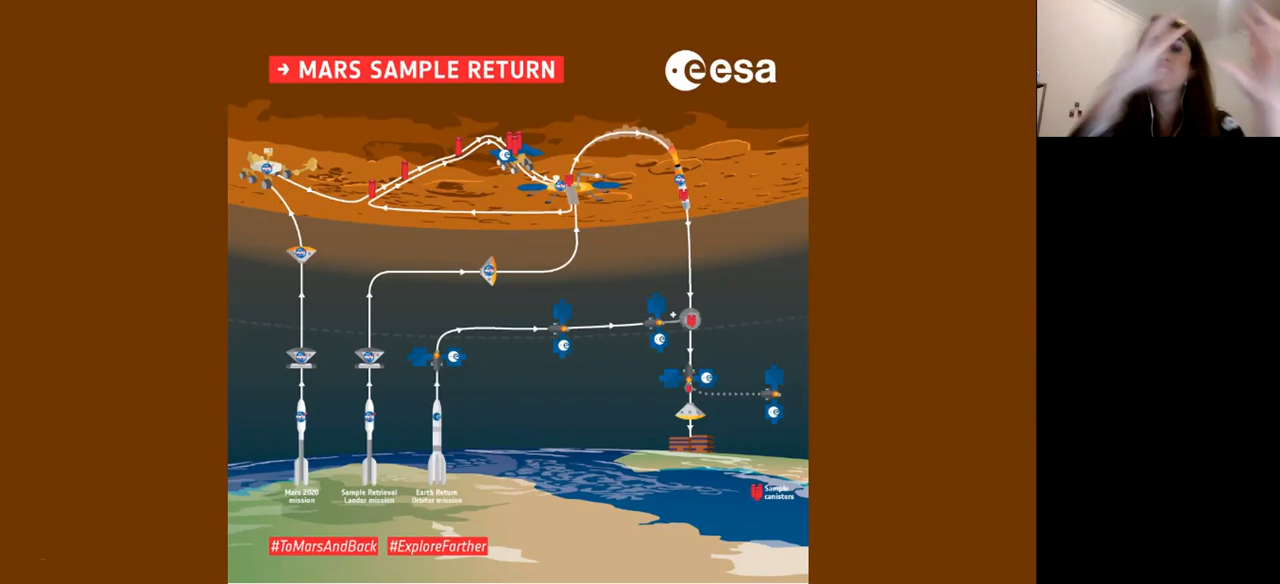 → MARS SAMPLE RETURN
esa
Mars 2020
mission
Sample Retrieval
Lander mission
Earth Return
Orbiter mission
Sample
canisters
#ToMarsAndBack #ExploreFarther